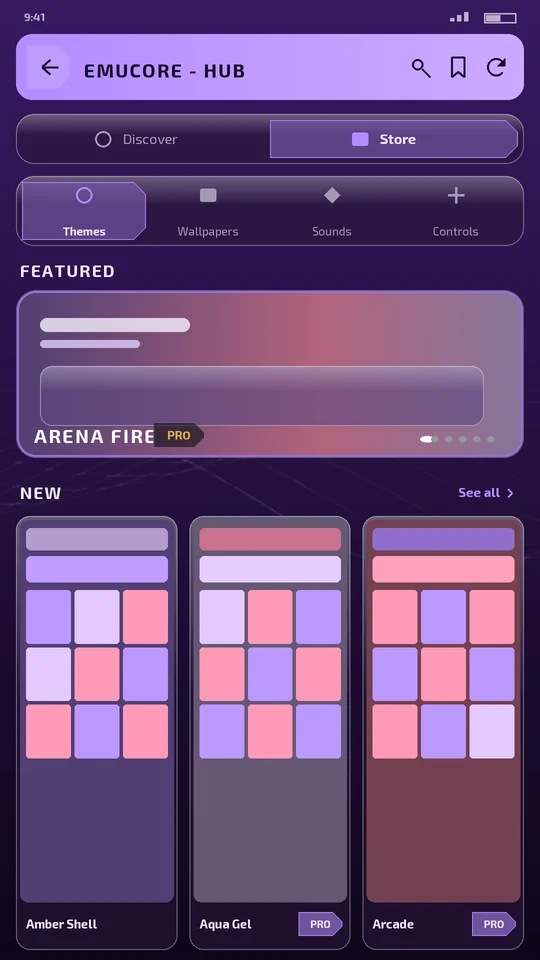 9:41
EMUCORE - HUB
Discover
Store
Themes
Wallpapers
Sounds
Controls
FEATURED
ARENA FIRE
PRO
NEW
See all
Amber Shell
Aqua Gel
PRO
Arcade
PRO